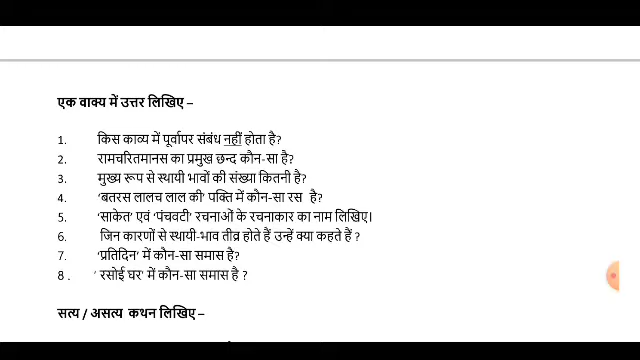 एक वाक्य में उत्तर लिखिए –
1. किस काव्य में पूर्वापर संबंध नहीं होता है?
2. रामचरितमानस का प्रमुख छन्द कौन-सा है?
3. मुख्य रूप से स्थायी भावों की संख्या कितनी है?
4. ‘बतरस लालच लाल की’ पक्ति में कौन-सा रस है?
5. ‘साकेत’ एवं ‘पंचवटी’ रचनाओं के रचनाकार का नाम लिखिए।
6. जिन कारणों से स्थायी-भाव तीव्र होते हैं उन्हें क्या कहते हैं ?
7. ‘प्रतिदिन’ में कौन-सा समास है?
8 . ‘ रसोई घर’ में कौन-सा समास है ?
सत्य / असत्य कथन लिखिए –